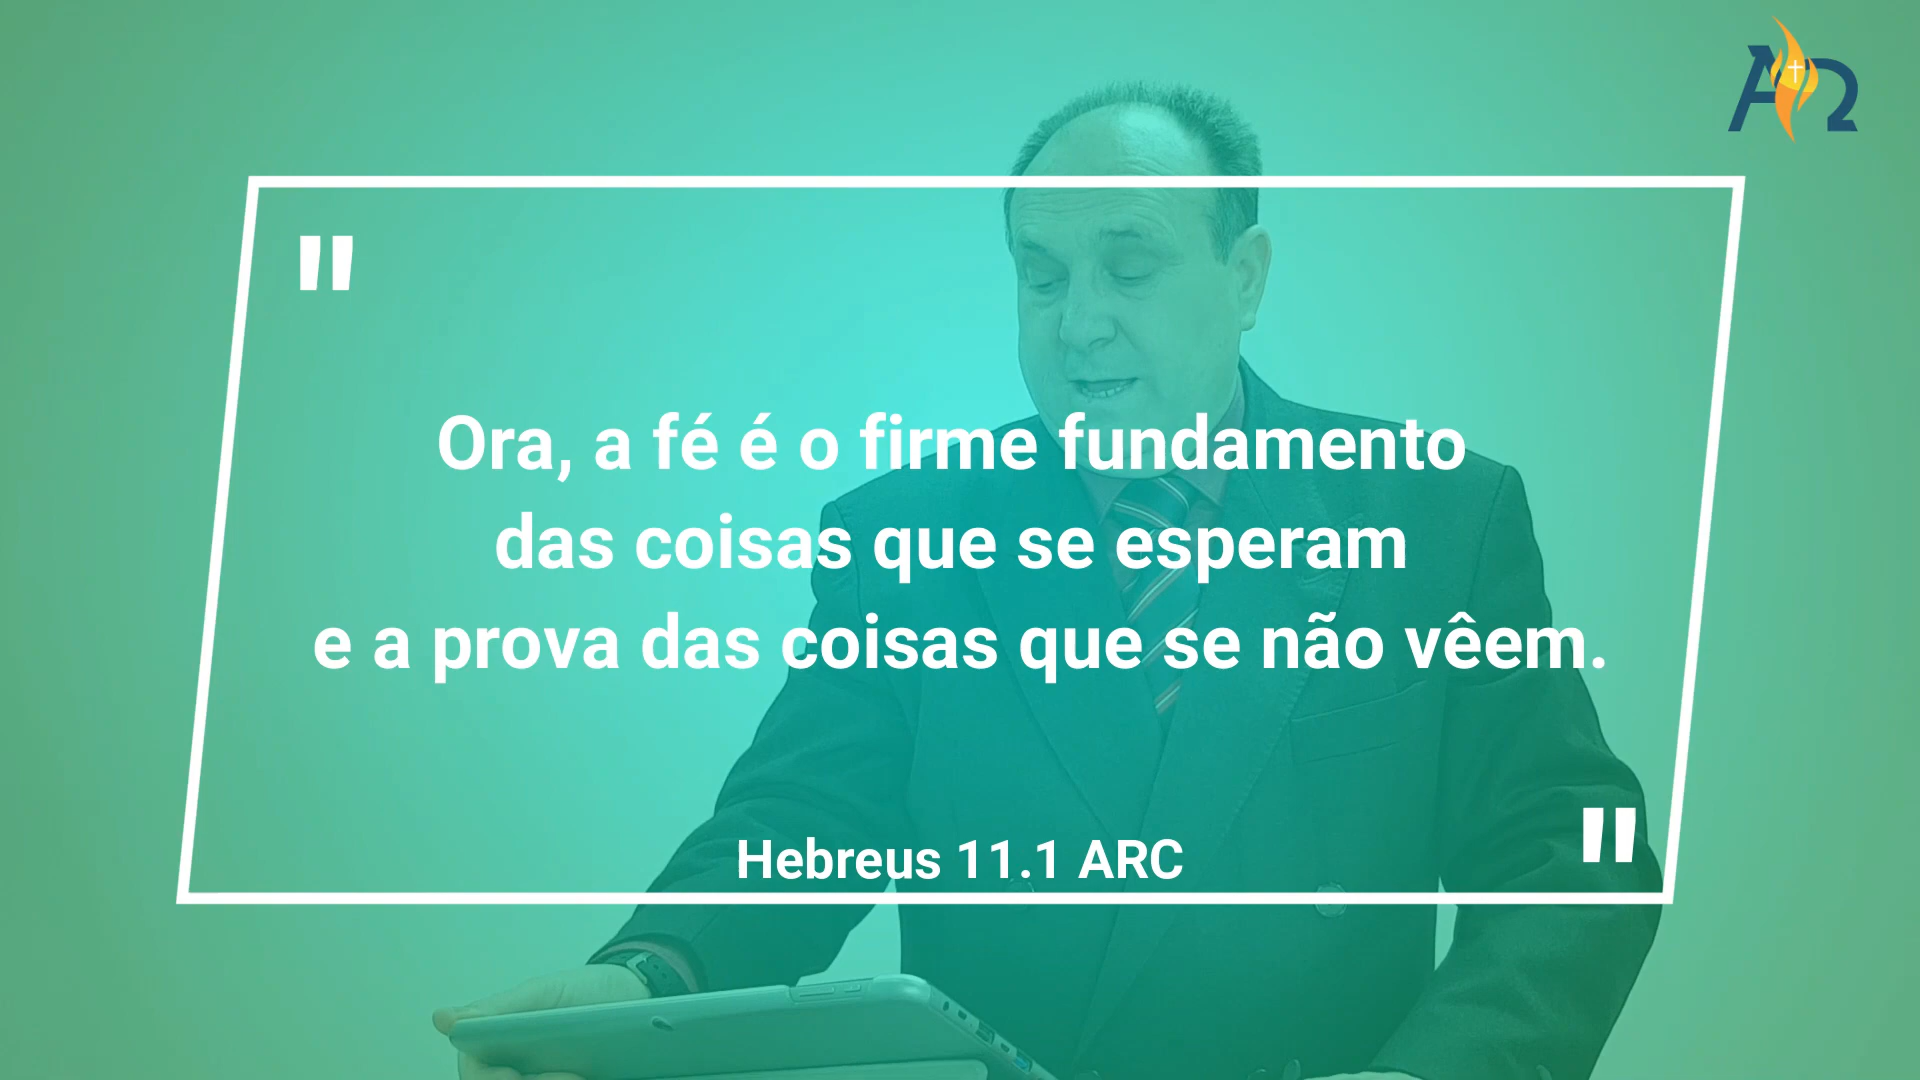 AΩ
"
Ora, a fé é o firme fundamento
das coisas que se esperam
e a prova das coisas que se não vêem.
"
Hebreus 11.1 ARC